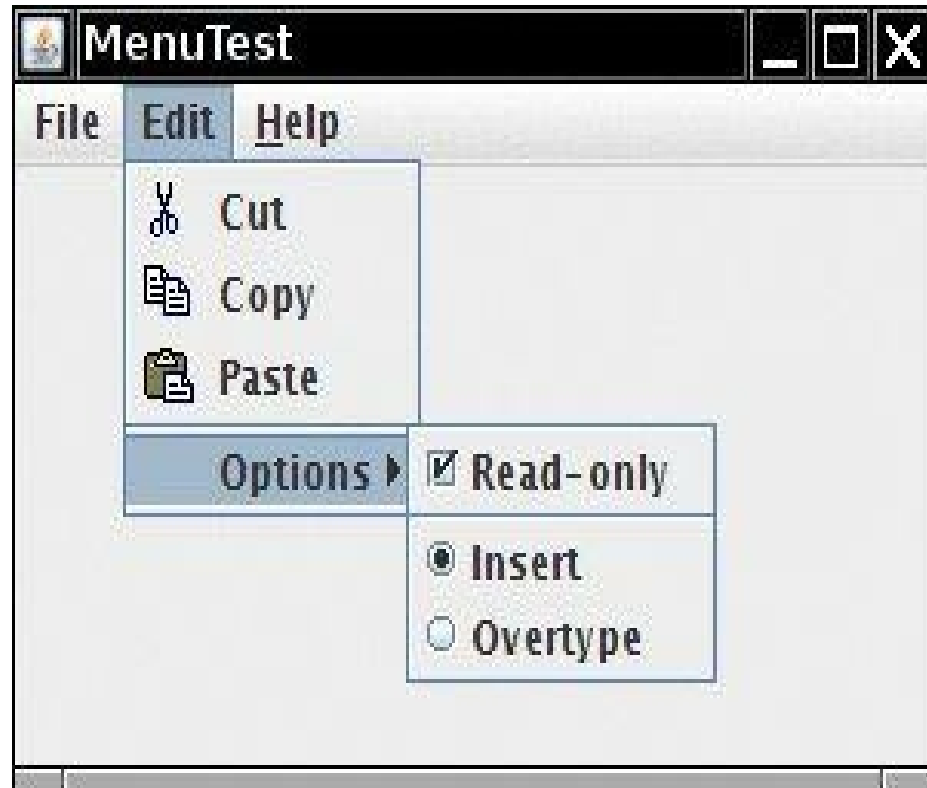 MenuTest
File Edit Help
Cut
Copy
Paste
Options
Read-only
Insert
Overtype